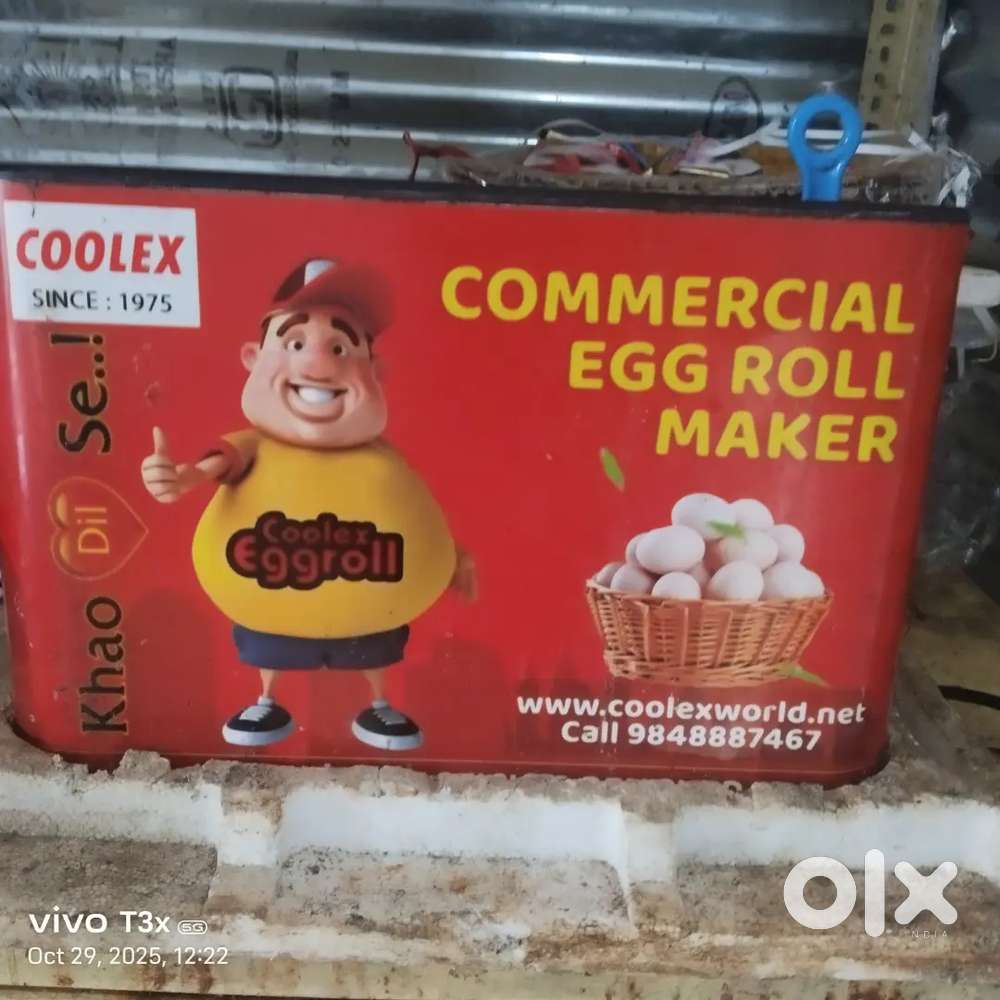 COOLEX
SINCE : 1975
Khao Dil Se..!
COMMERCIAL
EGG ROLL
MAKER
Coolex
Eggroll
www.coolexworld.net
Call 9848887467
vivo T3x 5G
Oct 29, 2025, 12:22
olx
INDIA